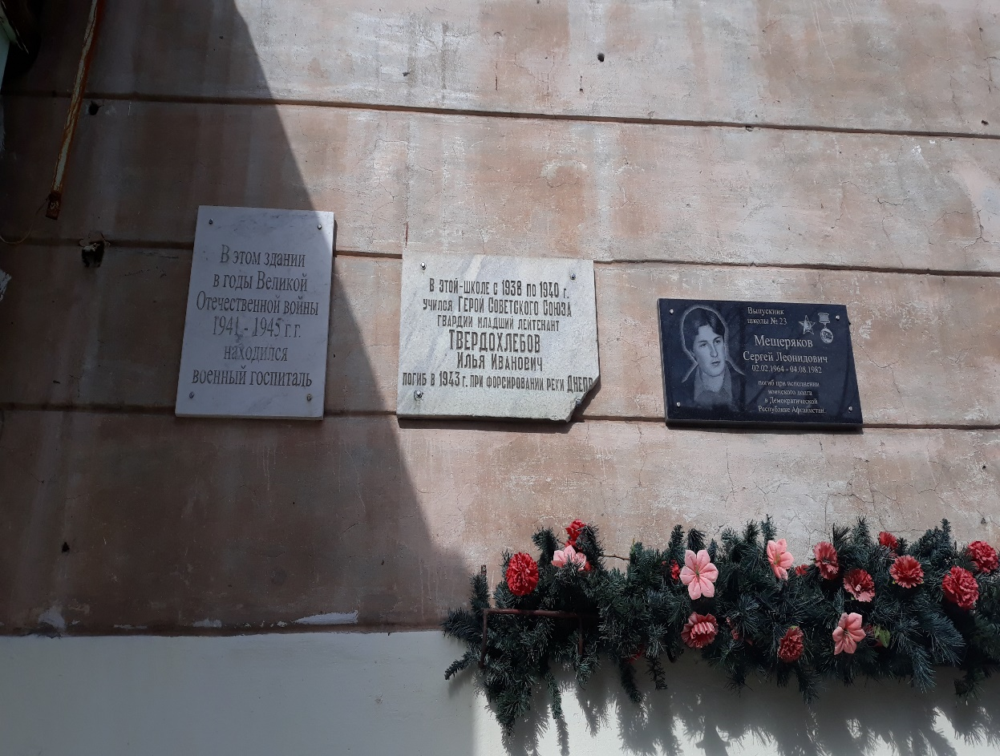 В этом здании
в годы Великой
Отечественной войны
1941 - 1945 г.г.
находился
военный госпиталь
В этой-школе с 1938 по 1940 г.
учился Герой Советского Союза
гвардии младший лейтенант
Твердохлебов
Илья Иванович
погиб в 1943 г. при форсировании реки Днепр
Выпускник
школы № 23
Мещеряков
Сергей Леонидович
02.02.1964 - 04.08.1982
погиб при исполнении
воинского долга
в Демократической
Республике Афганистан